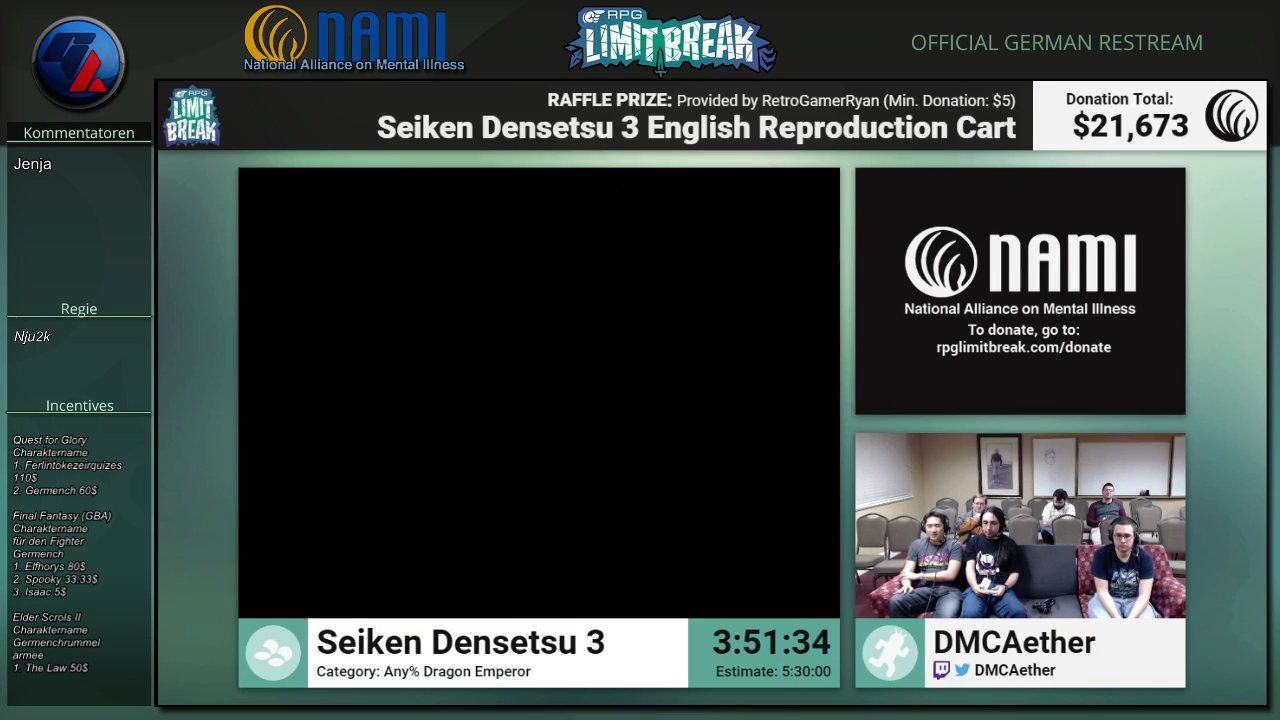 NAMI
National Alliance on Mental Illness
RPG
LIMIT BREAK
OFFICIAL GERMAN RESTREAM
Kommentatoren
Jenja
Regie
Nju2k
Incentives
Quest for Glory
Charaktername
1. Ferlintokezeirquizes
110$
2. Germench 60$
Final Fantasy (GBA)
Charaktername
für den Fighter
Germench
1. Elfhorys 80$
2. Spooky 33.33$
3. Isaac 5$
Elder Scrolls II
Charaktername
Germenchrummel
armee
1. The Law 50$
RPG
LIMIT
BREAK
RAFFLE PRIZE: Provided by RetroGamerRyan (Min. Donation: $5)
Seiken Densetsu 3 English Reproduction Cart
Donation Total:
$21,673
NAMI
National Alliance on Mental Illness
To donate, go to:
rpglimitbreak.com/donate
Seiken Densetsu 3
Category: Any% Dragon Emperor
3:51:34
Estimate: 5:30:00
DMCAether
DMCAether